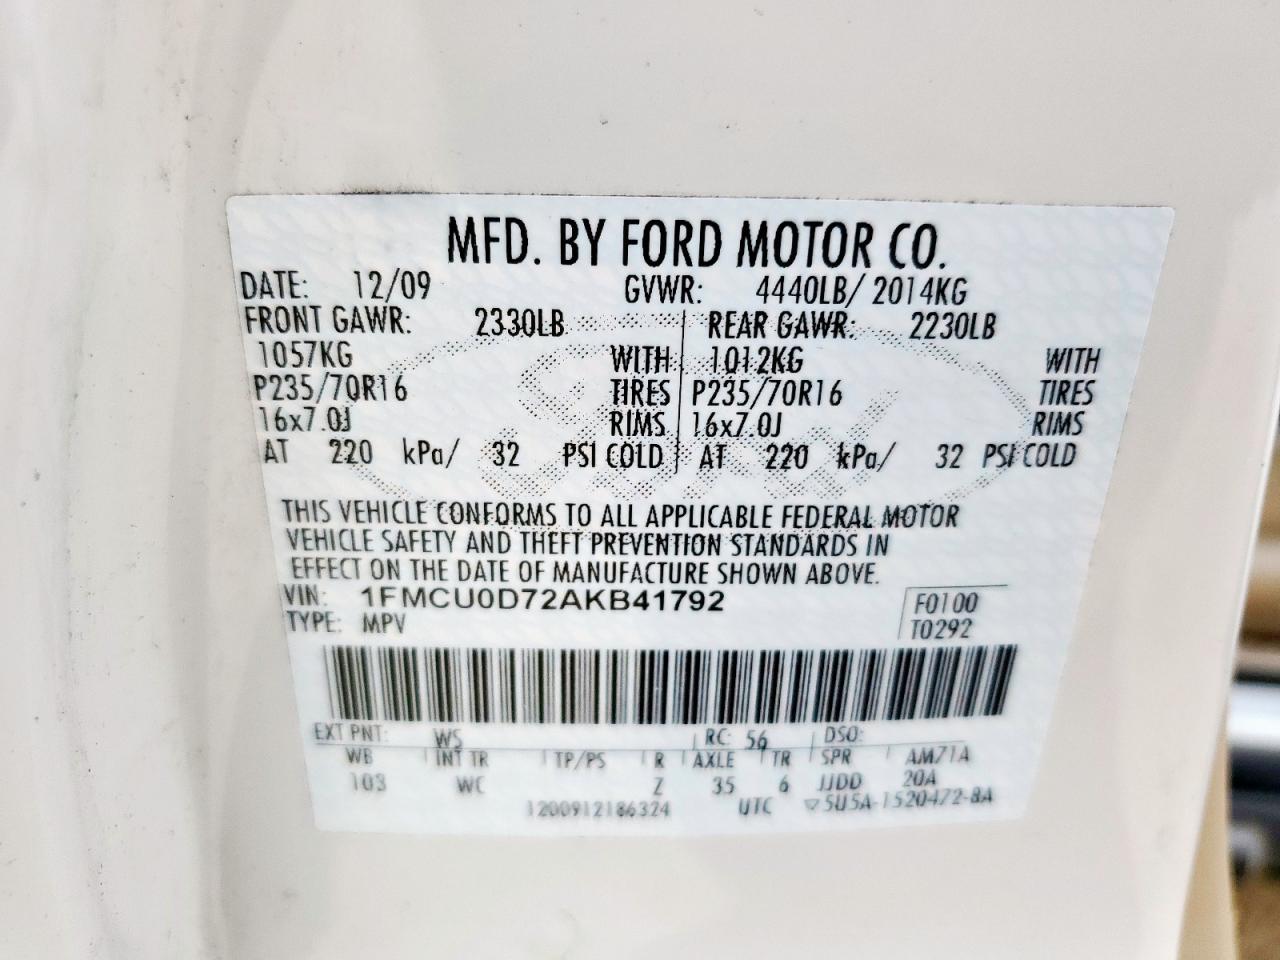 MFD. BY FORD MOTOR CO.
DATE: 12/09 GVWR: 4440LB/ 2014KG
FRONT GAWR: 2330LB REAR GAWR: 2230LB
1057KG WITH 1012KG WITH
P235/70R16 TIRES P235/70R16 TIRES
16x7.0J RIMS 16x7.0J RIMS
AT 220 kPa/ 32 PSI COLD AT 220 kPa/ 32 PSI COLD
THIS VEHICLE CONFORMS TO ALL APPLICABLE FEDERAL MOTOR
VEHICLE SAFETY AND THEFT PREVENTION STANDARDS IN
EFFECT ON THE DATE OF MANUFACTURE SHOWN ABOVE.
VIN: 1FMCU0D72AKB41792 F0100
TYPE: MPV T0292
EXT PNT: WS RC: 56 DSO:
WB INT TR TP/PS R AXLE TR SPR AM71A
103 WC Z 35 6 JJDD 20A
1200912186324 UTC ▽5U5A-1520472-BA